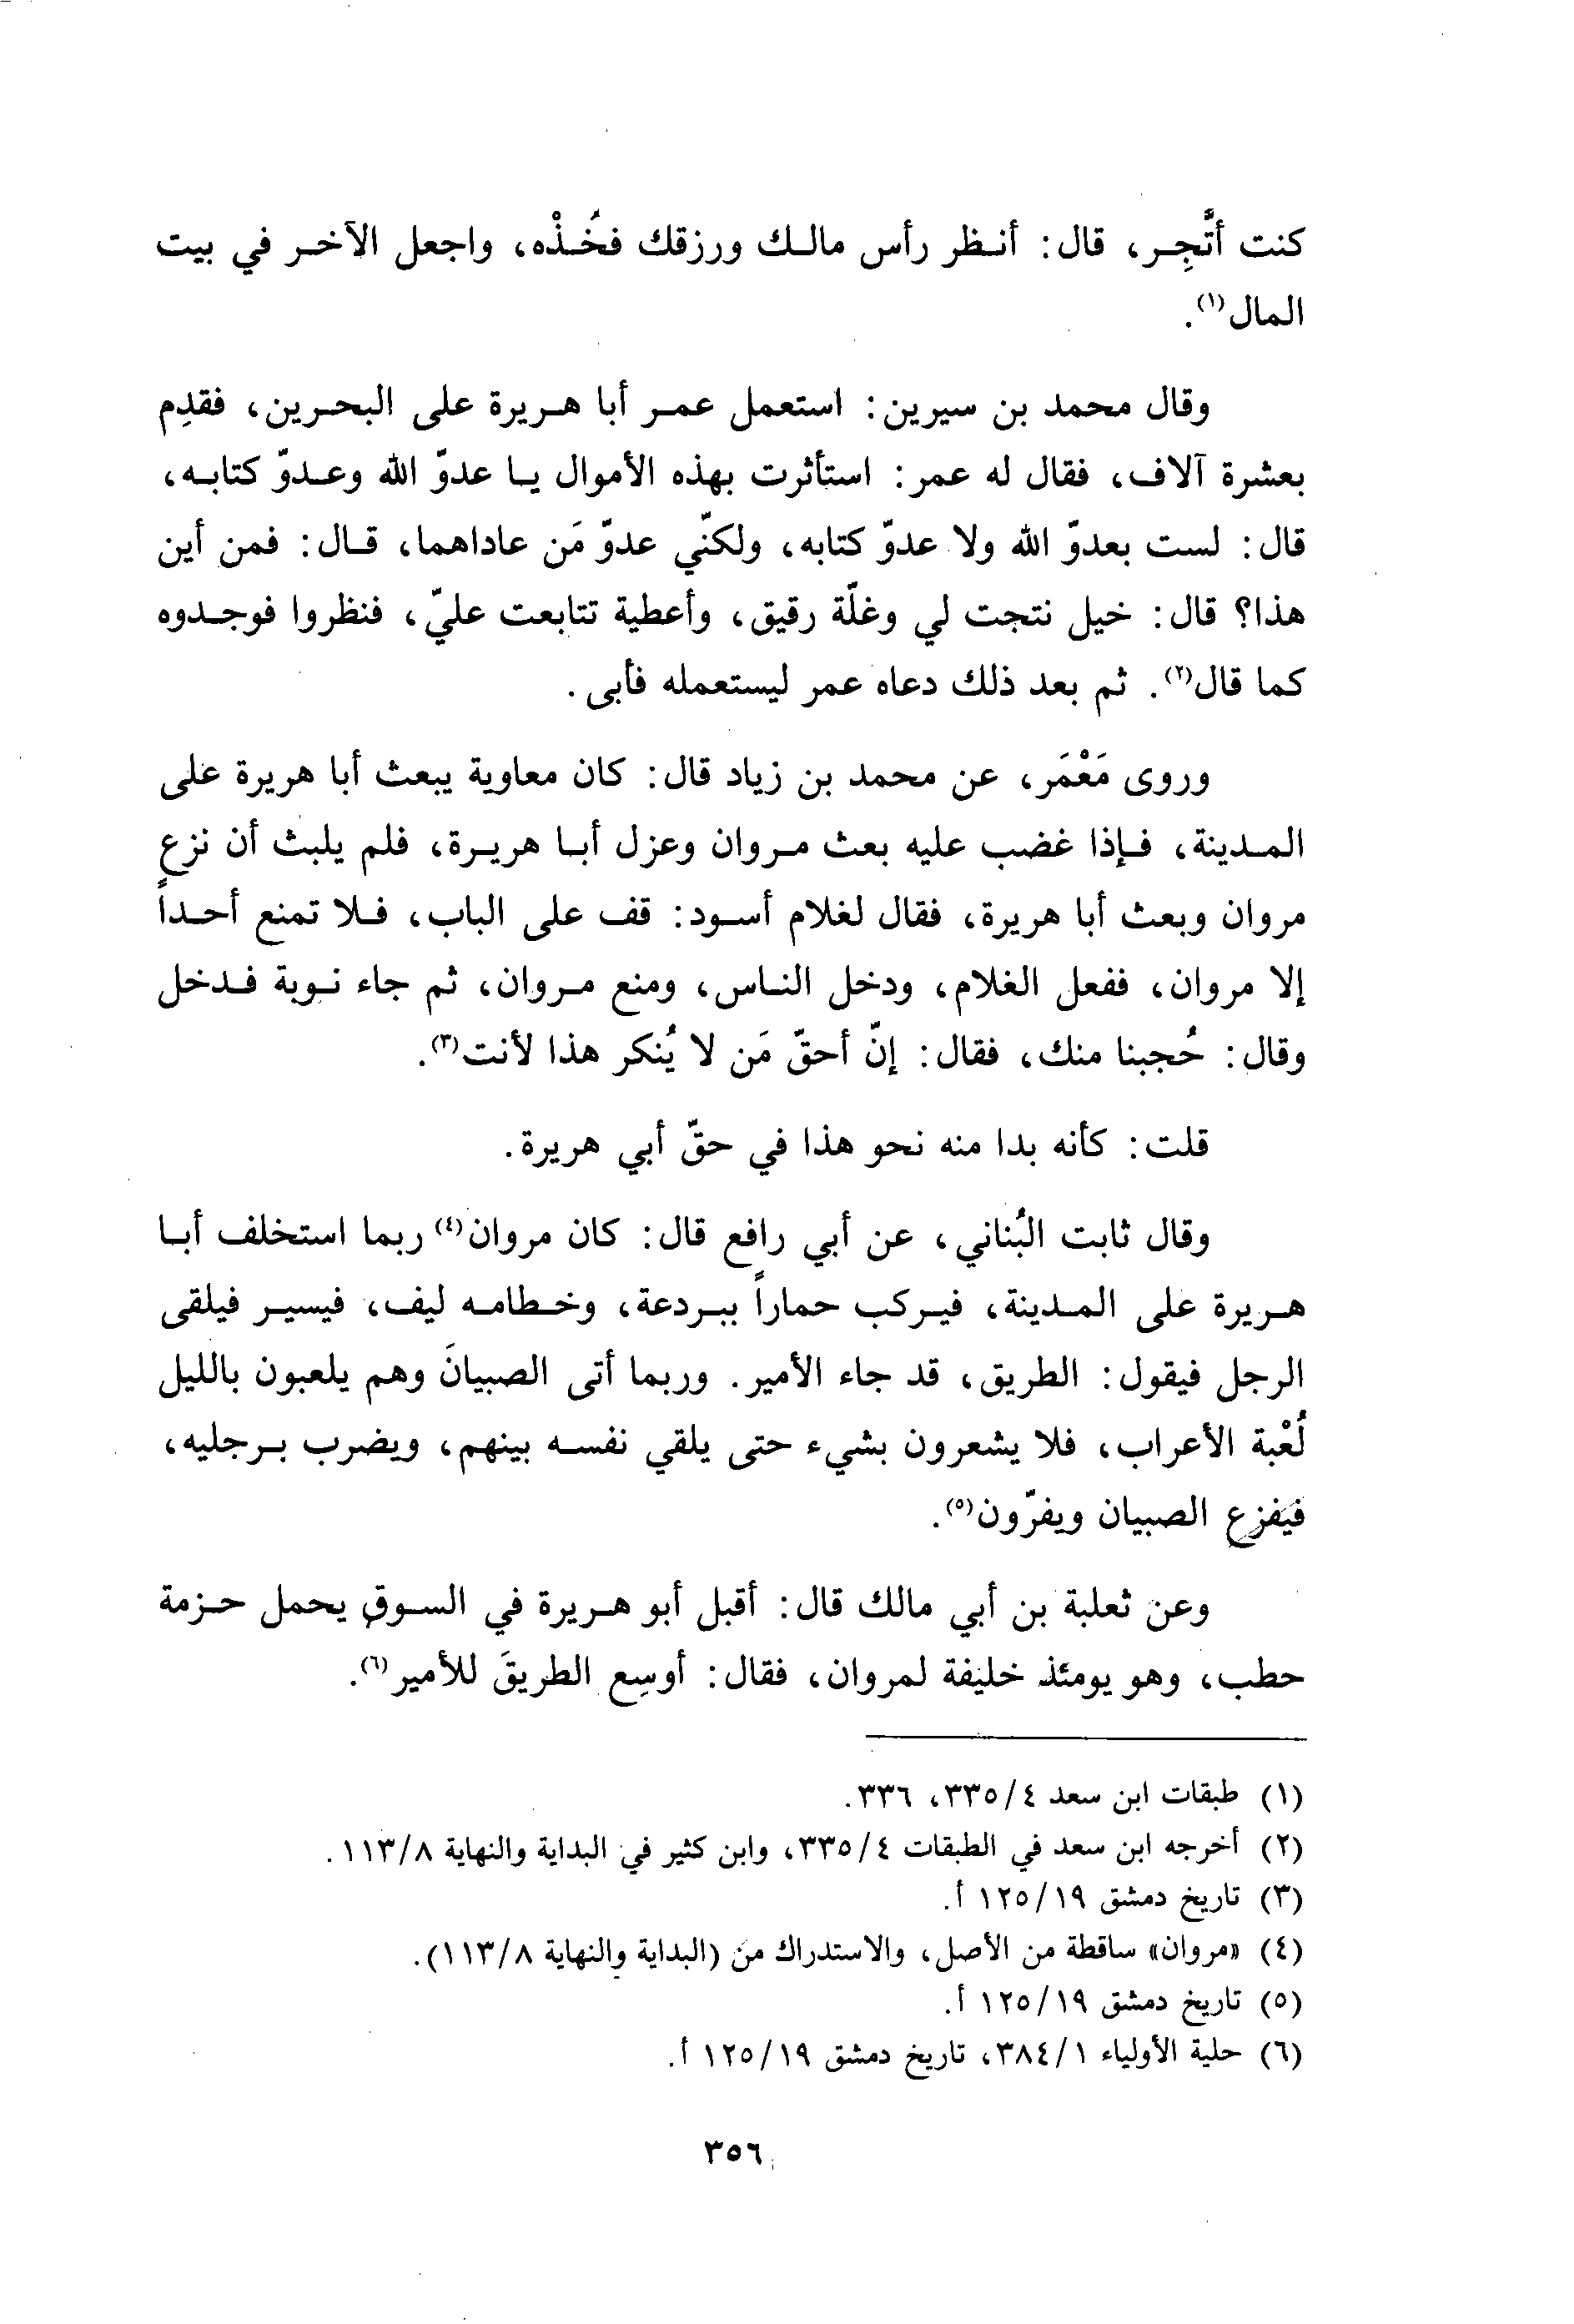 كنت أتَّجِر، قال: أنظر رأس مالك ورزقك فخُذْه، واجعل الآخر في بيت
المال(١).
وقال محمد بن سيرين: استعمل عمر أبا هريرة على البحرين، فقدِم
بعشرة آلاف، فقال له عمر: استأثرت بهذه الأموال يا عدوّ الله وعدوّ كتابه،
قال: لست بعدوّ الله ولا عدوّ كتابه، ولكنّي عدوّ مَن عاداهما، قال: فمن أين
هذا؟ قال: خيل نتجت لي وغلّة رقيق، وأعطية تتابعت عليّ، فنظروا فوجدوه
كما قال(٢). ثم بعد ذلك دعاه عمر ليستعمله فأبى.
وروى مَعْمَر، عن محمد بن زياد قال: كان معاوية يبعث أبا هريرة على
المدينة، فإذا غضب عليه بعث مروان وعزل أبا هريرة، فلم يلبث أن نزع
مروان وبعث أبا هريرة، فقال لغلام أسود: قف على الباب، فلا تمنع أحداً
إلا مروان، ففعل الغلام، ودخل الناس، ومنع مروان، ثم جاء نوبة فدخل
وقال: حُجبنا منك، فقال: إنّ أحقّ مَن لا يُنكر هذا لأنت(٣).
قلت: كأنه بدا منه نحو هذا في حقّ أبي هريرة.
وقال ثابت البُناني، عن أبي رافع قال: كان مروان(٤) ربما استخلف أبا
هريرة على المدينة، فيركب حماراً ببردعة، وخطامه ليف، فيسير فيلقى
الرجل فيقول: الطريق، قد جاء الأمير. وربما أتى الصبيانَ وهم يلعبون بالليل
لُعْبة الأعراب، فلا يشعرون بشيء حتى يلقي نفسه بينهم، ويضرب برجليه،
فيَفزع الصبيان ويفرّون(٥).
وعن ثعلبة بن أبي مالك قال: أقبل أبو هريرة في السوق يحمل حزمة
حطب، وهو يومئذ خليفة لمروان، فقال: أوسِع الطريقَ للأمير(٦).
(١) طبقات ابن سعد ٤/٣٣٥، ٣٣٦.
(٢) أخرجه ابن سعد في الطبقات ٤/٣٣٥، وابن كثير في البداية والنهاية ٨/١١٣.
(٣) تاريخ دمشق ١٩/١٢٥ أ.
(٤) «مروان» ساقطة من الأصل، والاستدراك من (البداية والنهاية ٨/١١٣).
(٥) تاريخ دمشق ١٩/١٢٥ أ.
(٦) حلية الأولياء ١/٣٨٤، تاريخ دمشق ١٩/١٢٥ أ.
٣٥٦